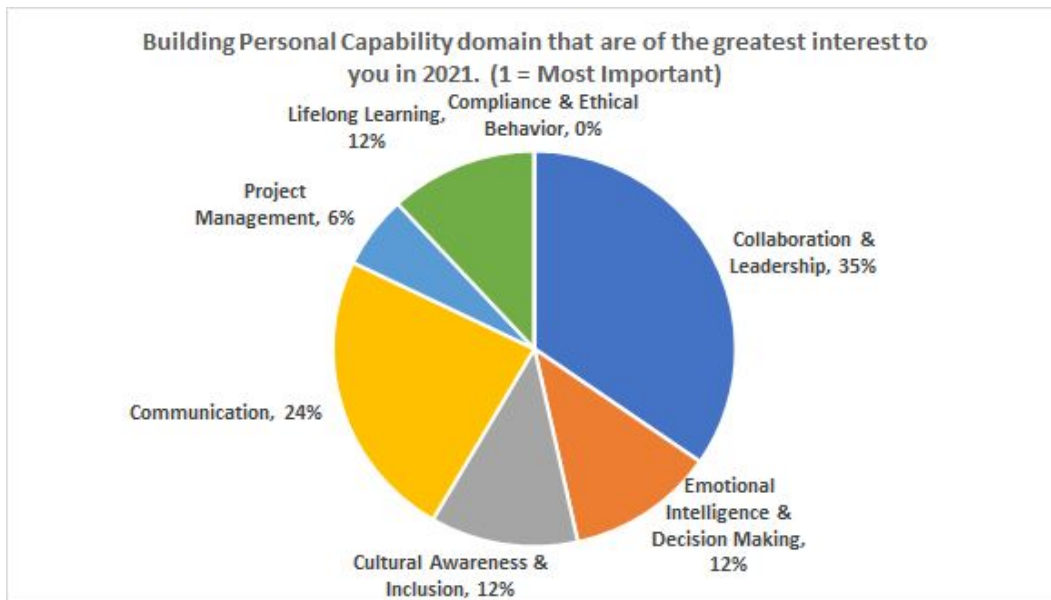 Building Personal Capability domain that are of the greatest interest to
you in 2021. (1 = Most Important)
Compliance & Ethical
Behavior, 0%
Lifelong Learning,
12%
Project
Management, 6%
Collaboration &
Leadership, 35%
Communication, 24%
Emotional
Intelligence &
Decision Making,
12%
Cultural Awareness &
Inclusion, 12%